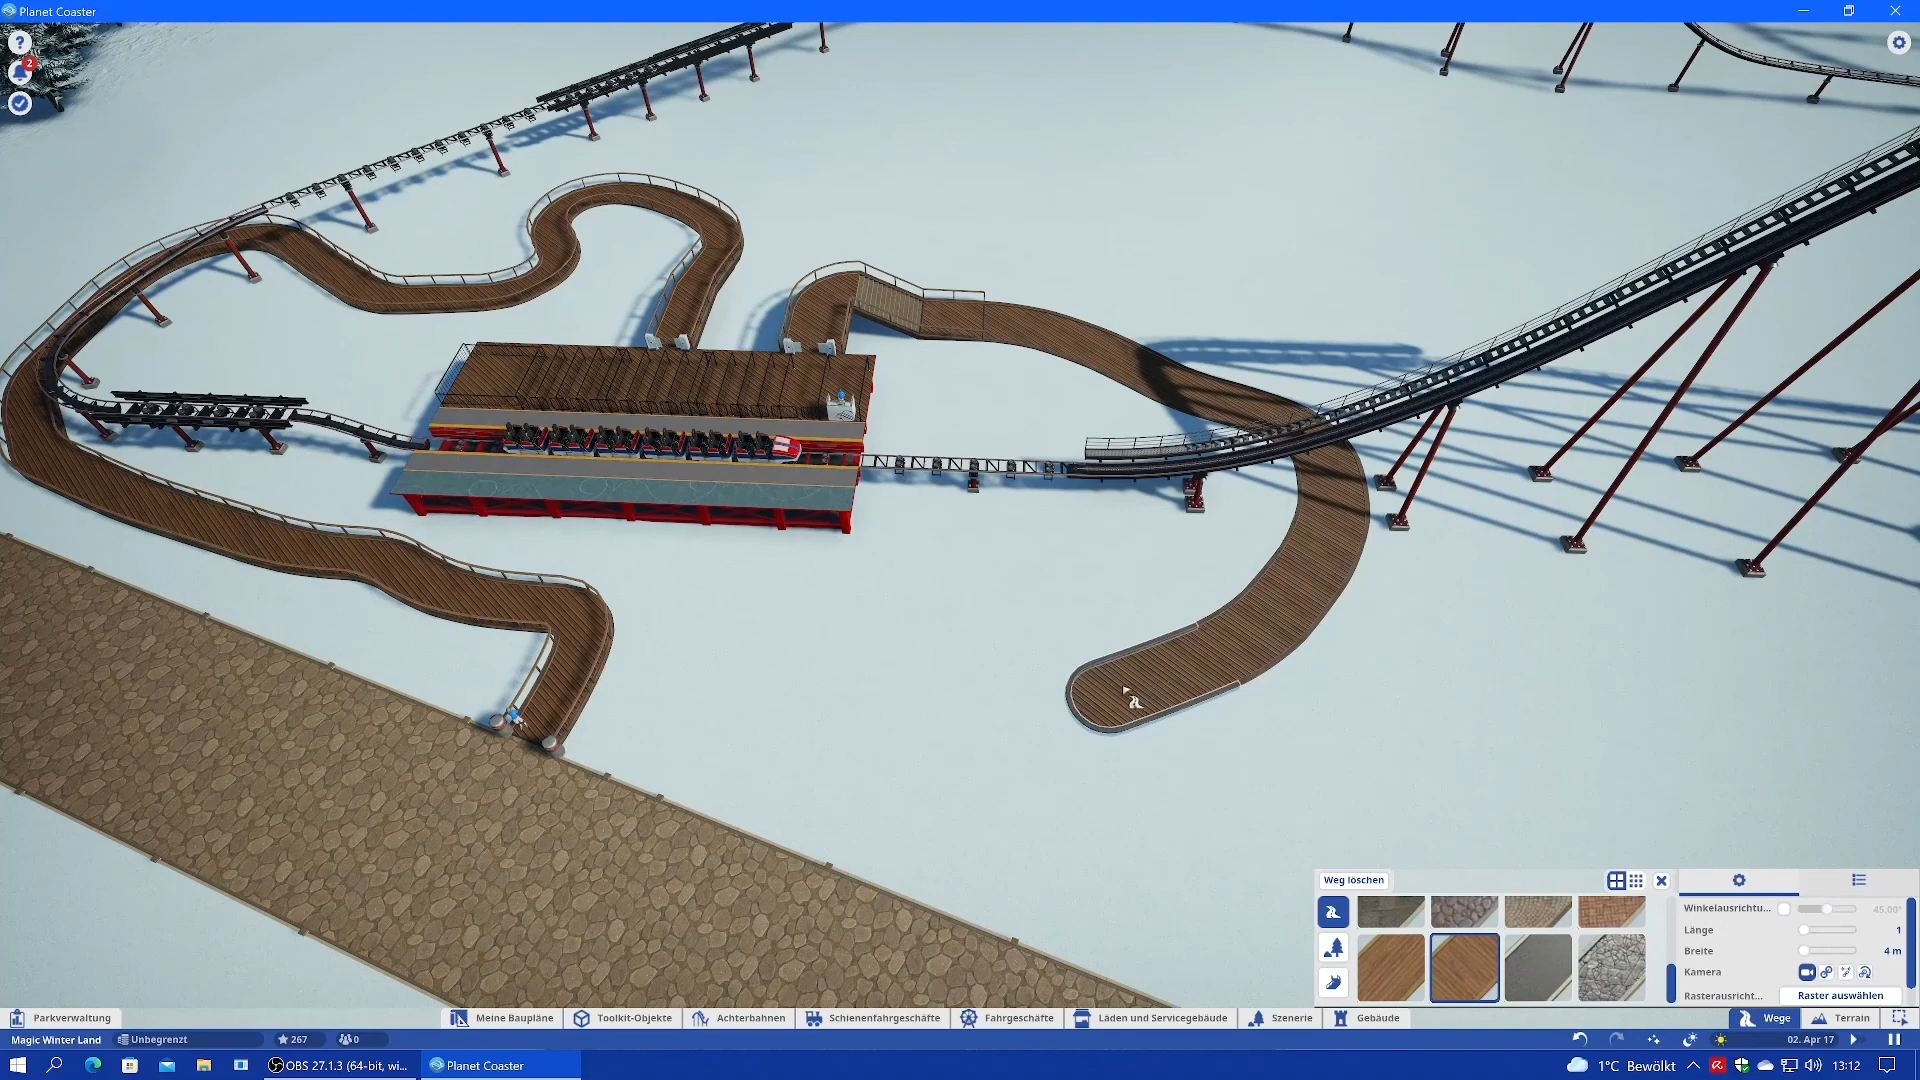 Planet Coaster
?
2
Weg löschen
Winkelausrichtu... 45,00°
Länge 1
Breite 4 m
Kamera
Rasterausricht... Raster auswählen
Parkverwaltung
Meine Baupläne
Toolkit-Objekte
Achterbahnen
Schienenfahrgeschäfte
Fahrgeschäfte
Läden und Servicegebäude
Szenerie
Gebäude
Wege
Terrain
Magic Winter Land
Unbegrenzt
267
0
02. Apr 17
OBS 27.1.3 (64-bit, wi...
Planet Coaster
1°C Bewölkt
13:12